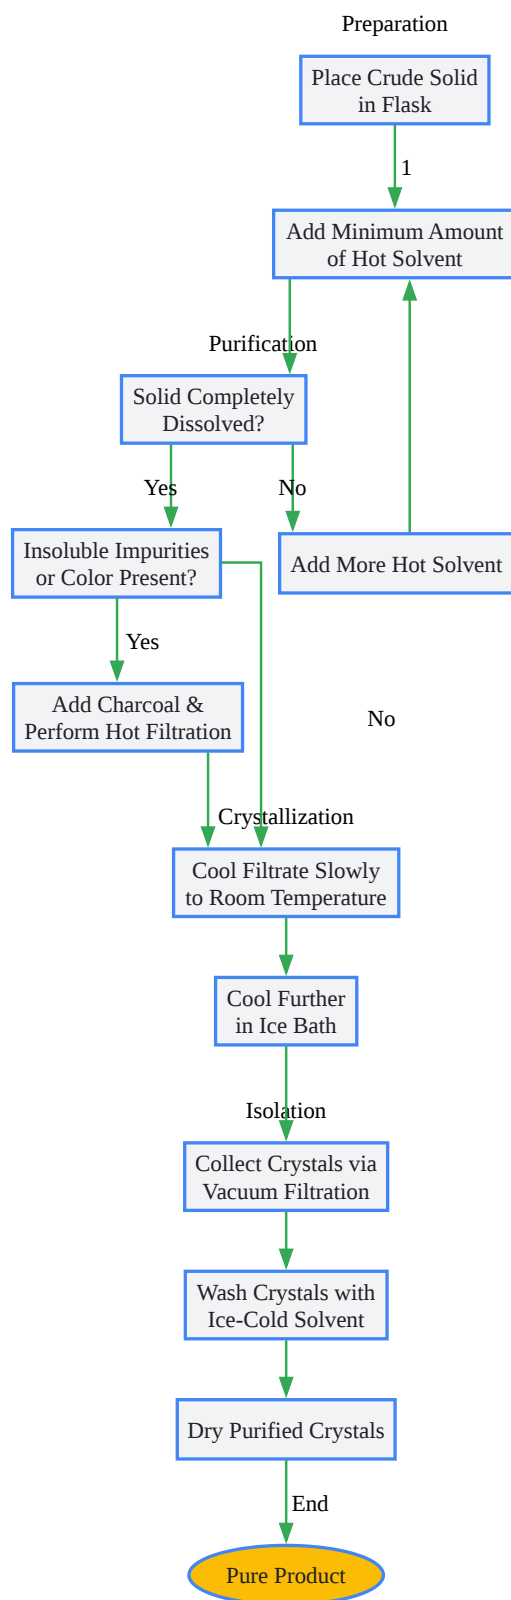 Preparation
Place Crude Solid
in Flask
1
Add Minimum Amount
of Hot Solvent
Purification
Solid Completely
Dissolved?
Yes
No
Insoluble Impurities
or Color Present?
Add More Hot Solvent
Yes
Add Charcoal &
Perform Hot Filtration
No
Crystallization
Cool Filtrate Slowly
to Room Temperature
Cool Further
in Ice Bath
Isolation
Collect Crystals via
Vacuum Filtration
Wash Crystals with
Ice-Cold Solvent
Dry Purified Crystals
End
Pure Product